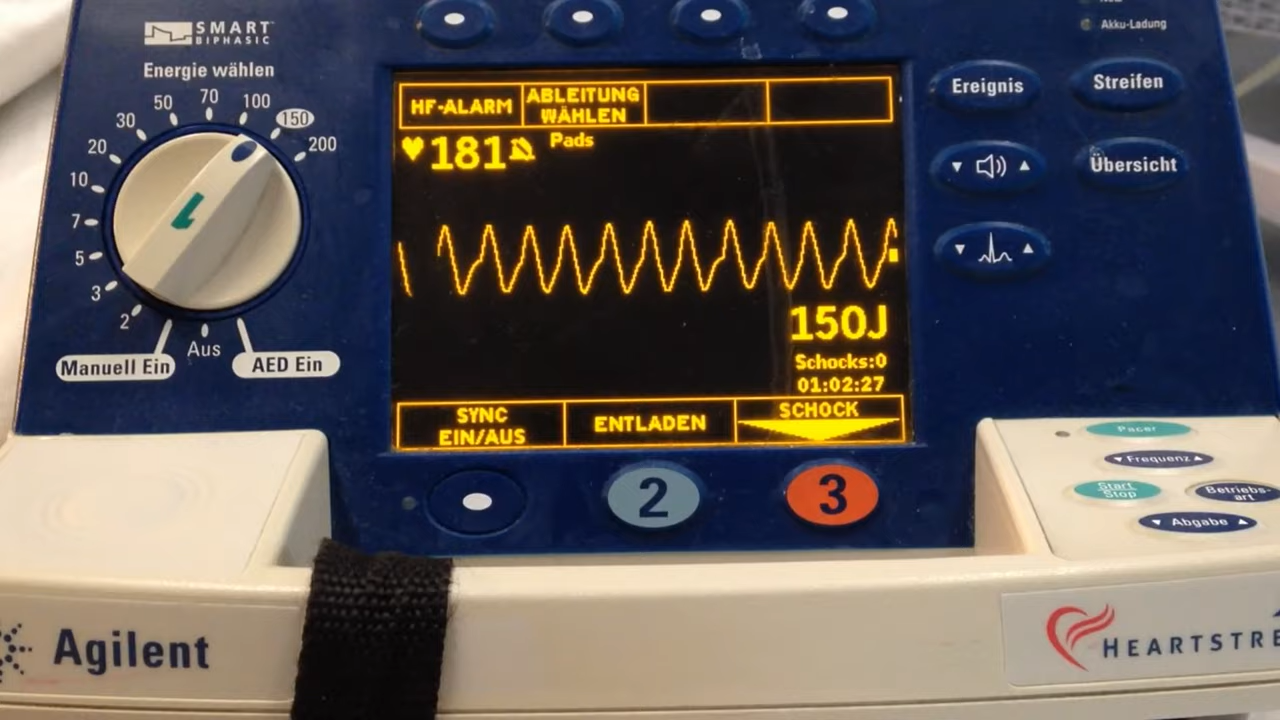 SMART
BIPHASIC
Energie wählen
2
3
5
7
10
20
30
50
70
100
150
200
Manuell Ein
Aus
AED Ein
HF-ALARM
ABLEITUNG
WÄHLEN
181
Pads
150J
Schocks:0
01:02:27
SYNC
EIN/AUS
ENTLADEN
SCHOCK
2
3
Akku-Ladung
Ereignis
Streifen
Übersicht
Pacer
Frequenz
Start
Stop
Betriebs-
art
Abgabe
Agilent
HEARTSTRE